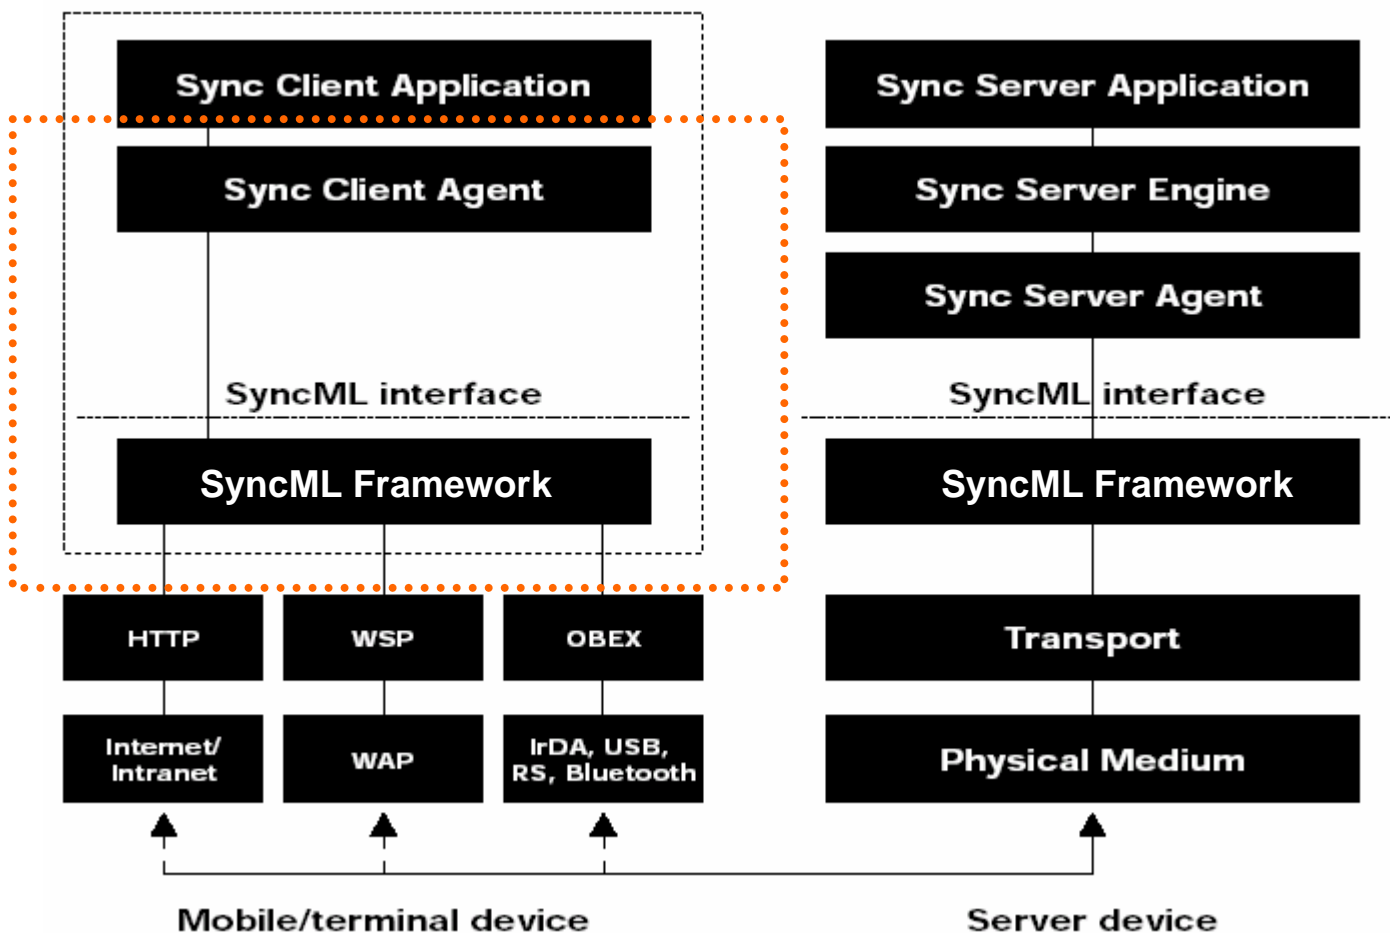 Sync Client Application
Sync Client Agent
SyncML interface
SyncML Framework
HTTP
WSP
OBEX
Internet/
Intranet
WAP
IrDA, USB,
RS, Bluetooth
Mobile/terminal device
Sync Server Application
Sync Server Engine
Sync Server Agent
SyncML interface
SyncML Framework
Transport
Physical Medium
Server device